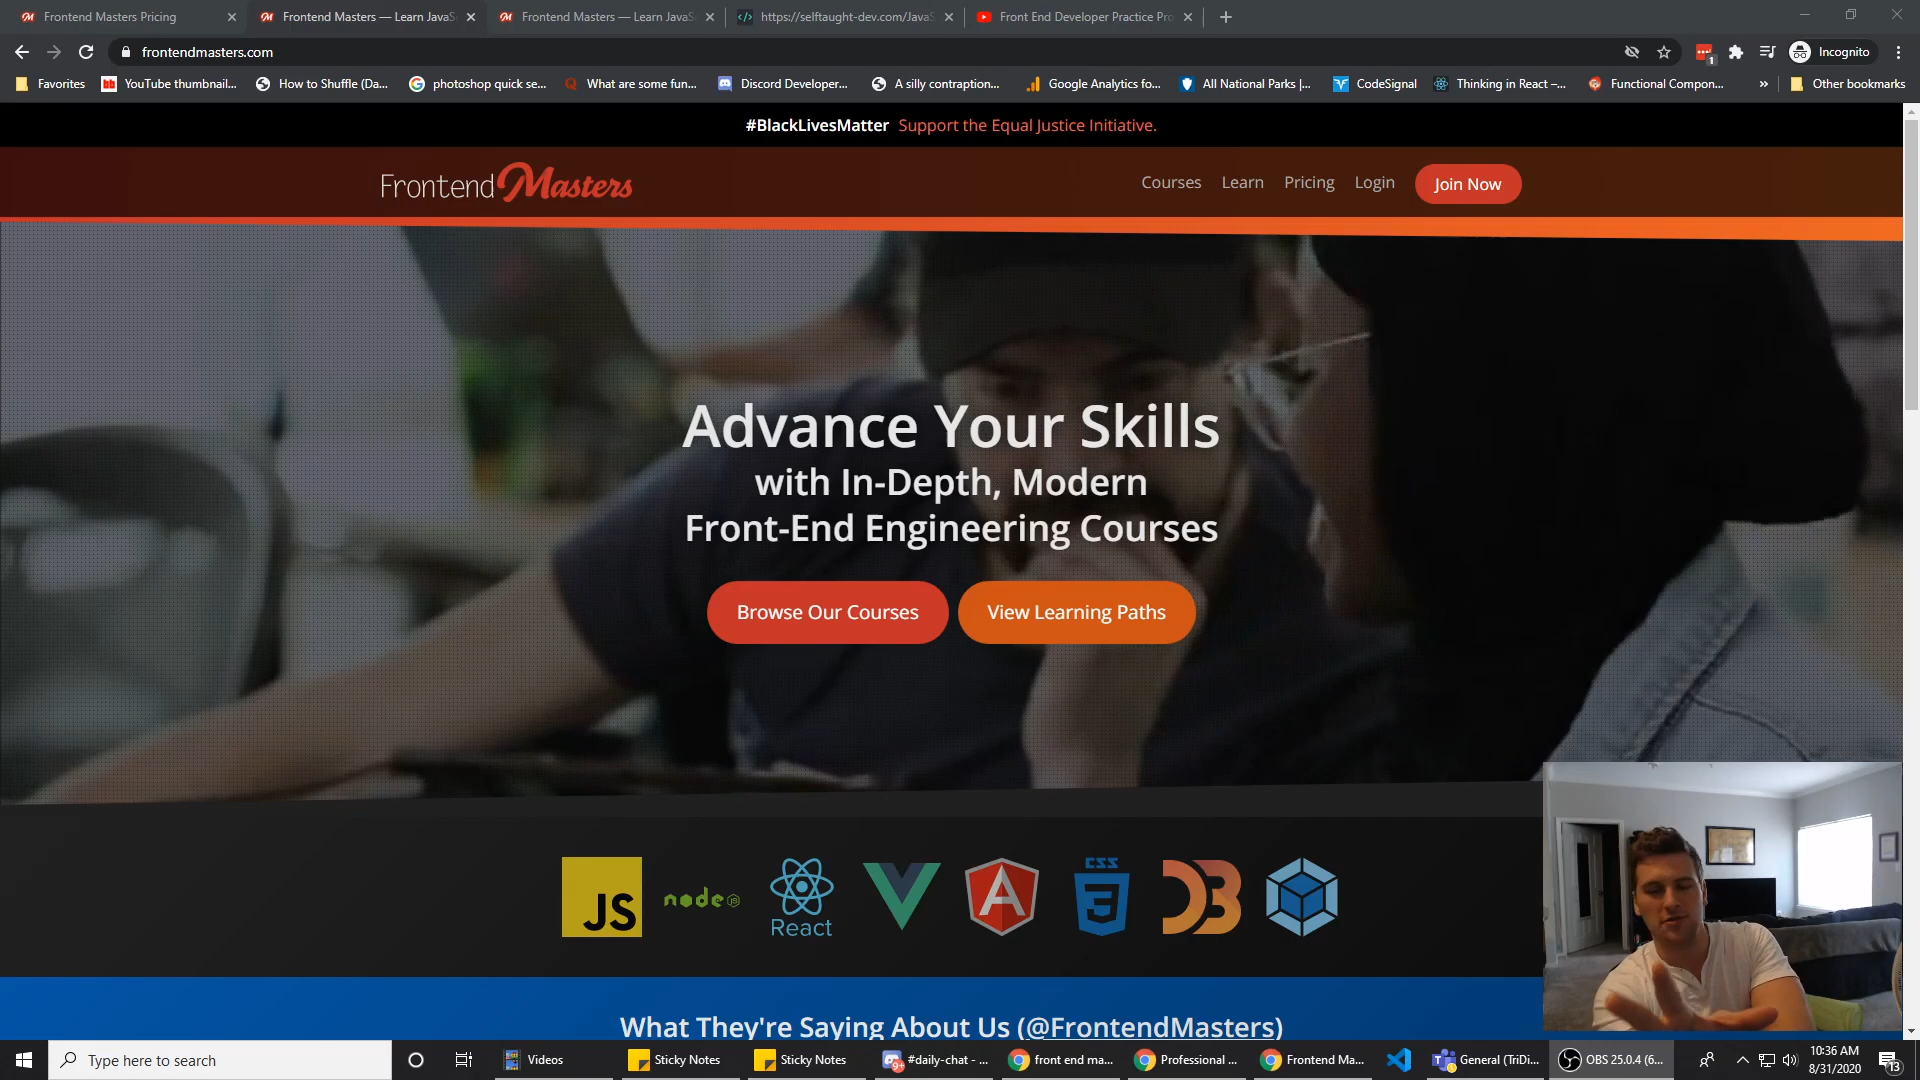 Frontend Masters Pricing
Frontend Masters — Learn JavaS
Frontend Masters — Learn JavaS
https://selftaught-dev.com/JavaS
Front End Developer Practice Pro
frontendmasters.com
1
Incognito
Favorites
YouTube thumbnail...
How to Shuffle (Da...
photoshop quick se...
What are some fun...
Discord Developer...
A silly contraption...
Google Analytics fo...
All National Parks |...
CodeSignal
Thinking in React –...
Functional Compon...
»
Other bookmarks
#BlackLivesMatter Support the Equal Justice Initiative.
Frontend Masters
Courses
Learn
Pricing
Login
Join Now
Advance Your Skills
with In-Depth, Modern
Front-End Engineering Courses
Browse Our Courses
View Learning Paths
JS
node JS
React
CSS
3
What They're Saying About Us (@FrontendMasters)
Type here to search
Videos
Sticky Notes
Sticky Notes
9+
#daily-chat - ...
front end ma...
Professional ...
Frontend Ma...
General (TriDi...
OBS 25.0.4 (6...
10:36 AM
8/31/2020
13